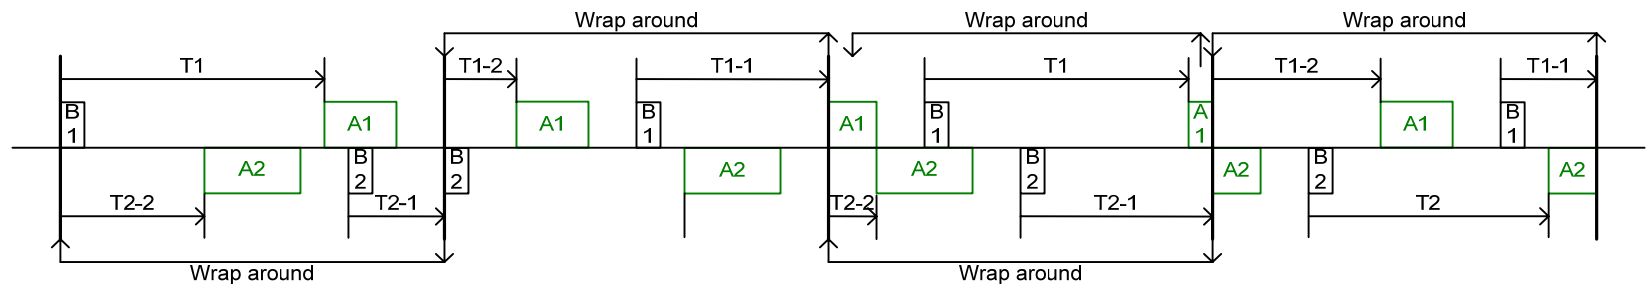 Wrap around Wrap around Wrap around
T1 T1-2 T1-1 T1 T1-2 T1-1
B B B B
1 A1 A1 1 A1 1 A 1 A1 1
A2 B 2 B 2 A2 A2 B 2 A2 B 2 A2
T2-2 T2-1 T2-2 T2-1 T2
Wrap around Wrap around